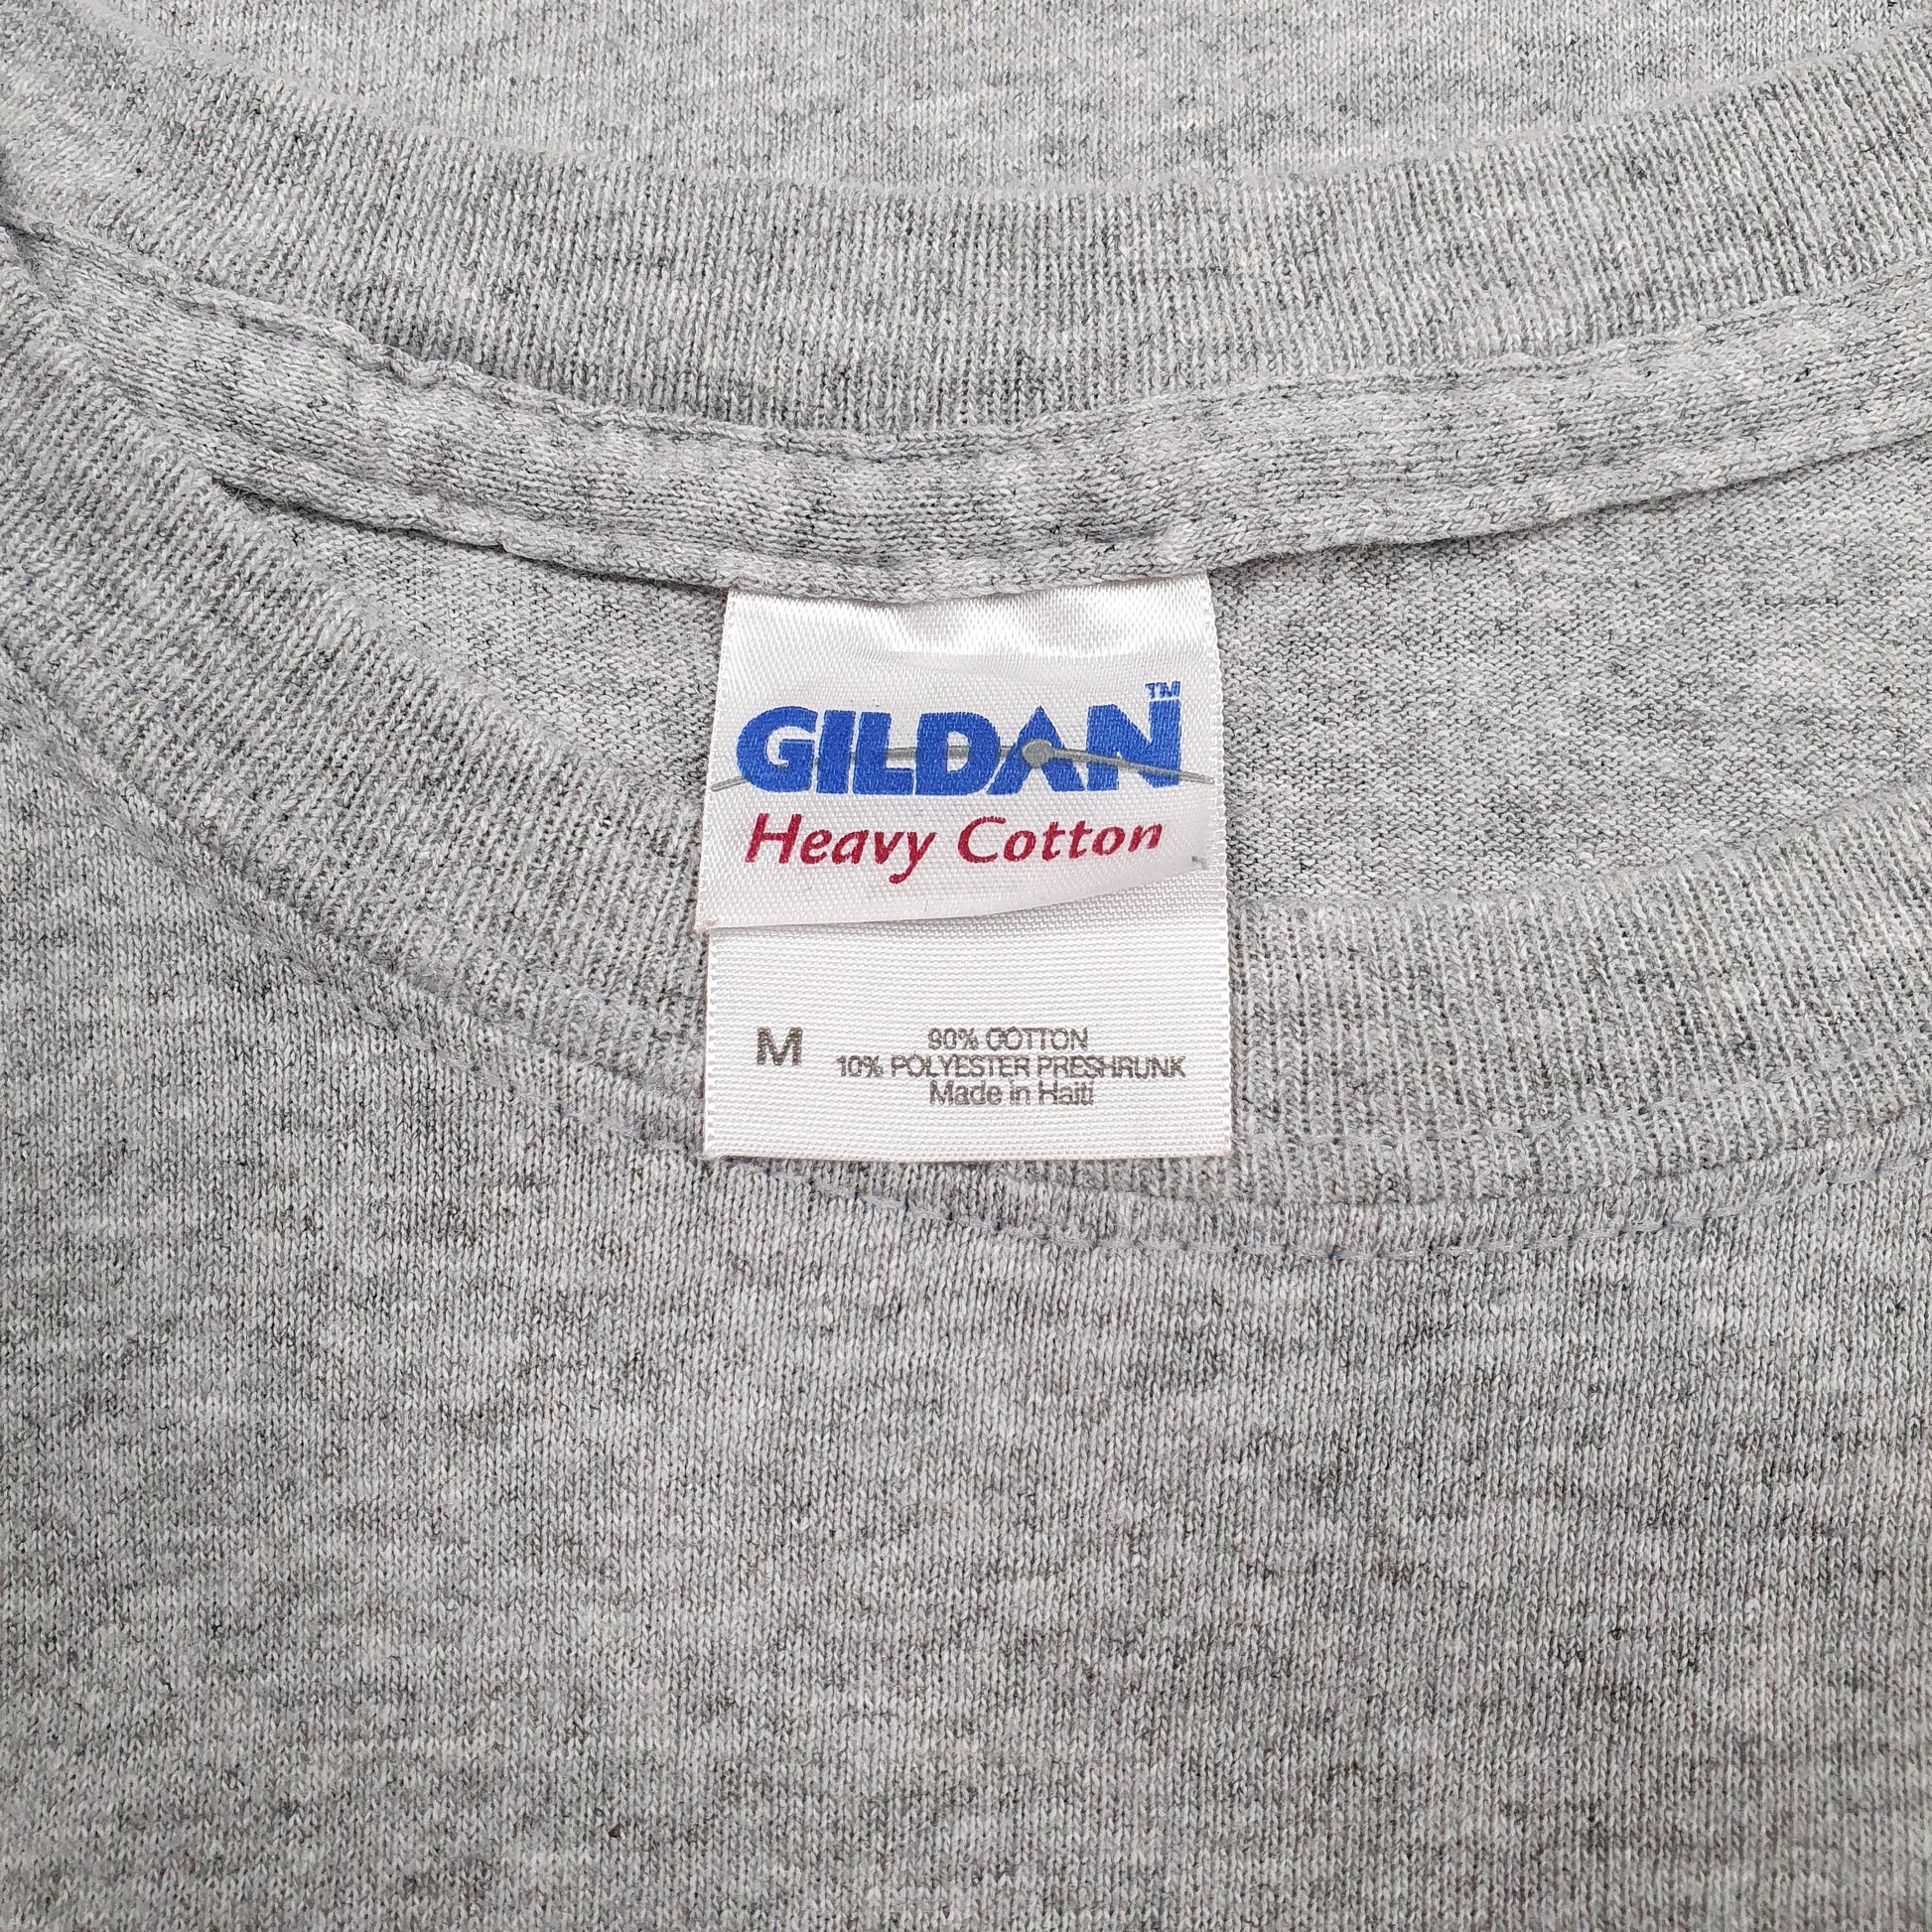 GILDAN™
Heavy Cotton
M
90% COTTON
10% POLYESTER PRESHRUNK
Made in Haiti